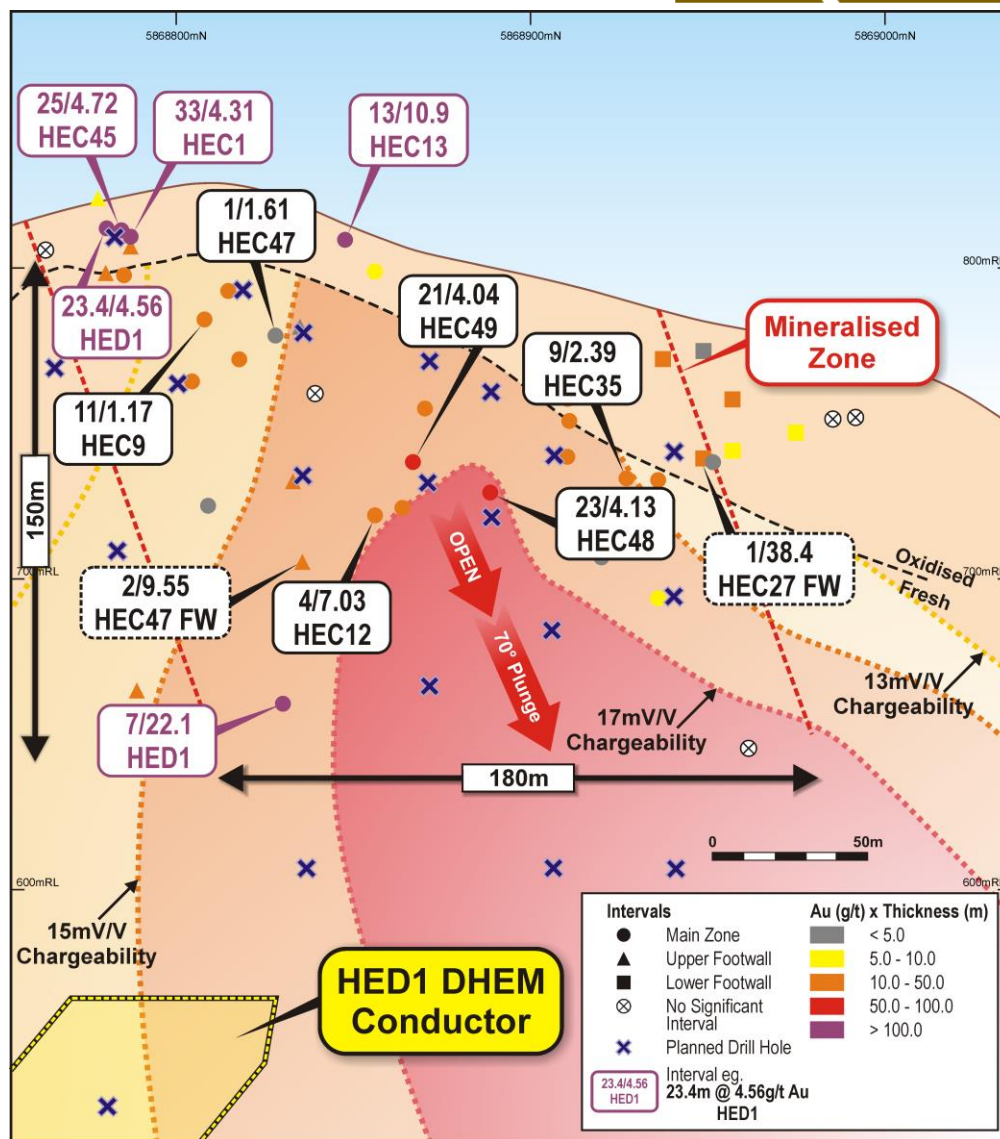 5868800mN
5868900mN
5869000mN
25/4.72
HEC45
33/4.31
HEC1
13/10.9
HEC13
1/1.61
HEC47
800mRL
23.4/4.56
HED1
21/4.04
HEC49
Mineralised
Zone
9/2.39
HEC35
11/1.17
HEC9
150m
23/4.13
HEC48
OPEN
1/38.4
HEC27 FW
Oxidised
Fresh
700mRL
700mRL
2/9.55
HEC47 FW
4/7.03
HEC12
70° Plunge
13mV/V
Chargeability
17mV/V
Chargeability
7/22.1
HED1
180m
0
50m
600mRL
600mRL
15mV/V
Chargeability
HED1 DHEM
Conductor
Intervals
Main Zone
Upper Footwall
Lower Footwall
No Significant
Interval
Planned Drill Hole
23.4/4.56
HED1
Interval eg.
23.4m @ 4.56g/t Au
HED1
Au (g/t) x Thickness (m)
< 5.0
5.0 - 10.0
10.0 - 50.0
50.0 - 100.0
> 100.0